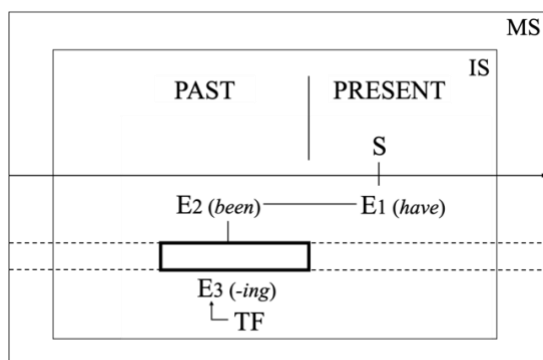 MS
IS
PAST PRESENT
S
E2 (been) E1 (have)
E3 (-ing)
TF